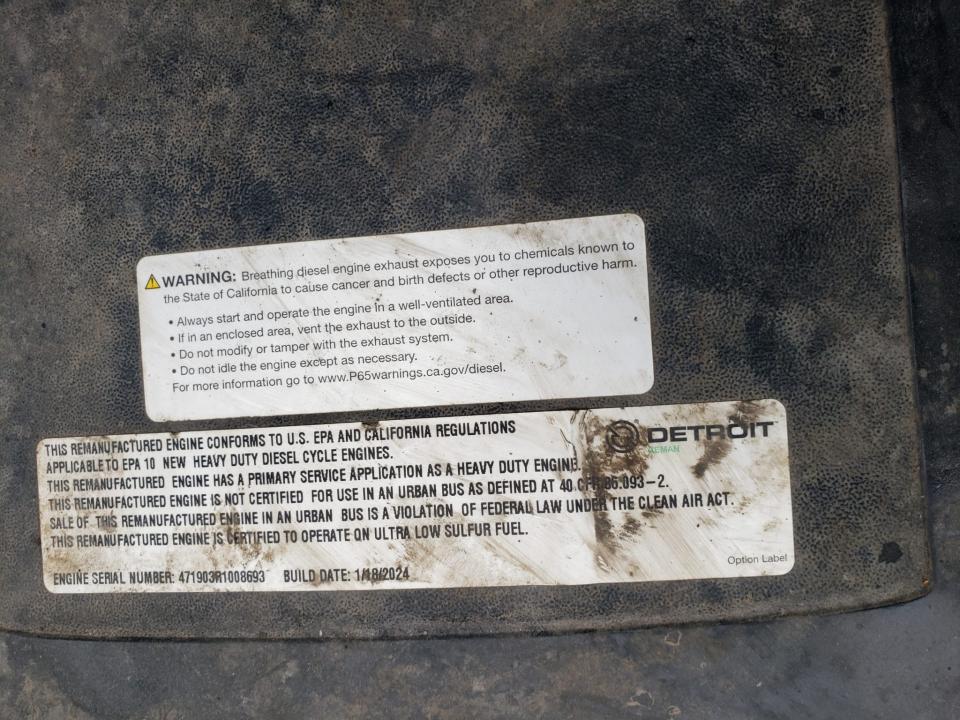 WARNING: Breathing diesel engine exhaust exposes you to chemicals known to
the State of California to cause cancer and birth defects or other reproductive harm.
• Always start and operate the engine in a well-ventilated area.
• If in an enclosed area, vent the exhaust to the outside.
• Do not modify or tamper with the exhaust system.
• Do not idle the engine except as necessary.
For more information go to www.P65warnings.ca.gov/diesel.
DETROIT
REMAN
THIS REMANUFACTURED ENGINE CONFORMS TO U.S. EPA AND CALIFORNIA REGULATIONS
APPLICABLE TO EPA 10 NEW HEAVY DUTY DIESEL CYCLE ENGINES.
THIS REMANUFACTURED ENGINE HAS A PRIMARY SERVICE APPLICATION AS A HEAVY DUTY ENGINE.
THIS REMANUFACTURED ENGINE IS NOT CERTIFIED FOR USE IN AN URBAN BUS AS DEFINED AT 40 CFR 86.093-2.
SALE OF THIS REMANUFACTURED ENGINE IN AN URBAN BUS IS A VIOLATION OF FEDERAL LAW UNDER THE CLEAN AIR ACT.
THIS REMANUFACTURED ENGINE IS CERTIFIED TO OPERATE ON ULTRA LOW SULFUR FUEL.
Option Label
ENGINE SERIAL NUMBER: 471903R1008693 BUILD DATE: 1/18/2024